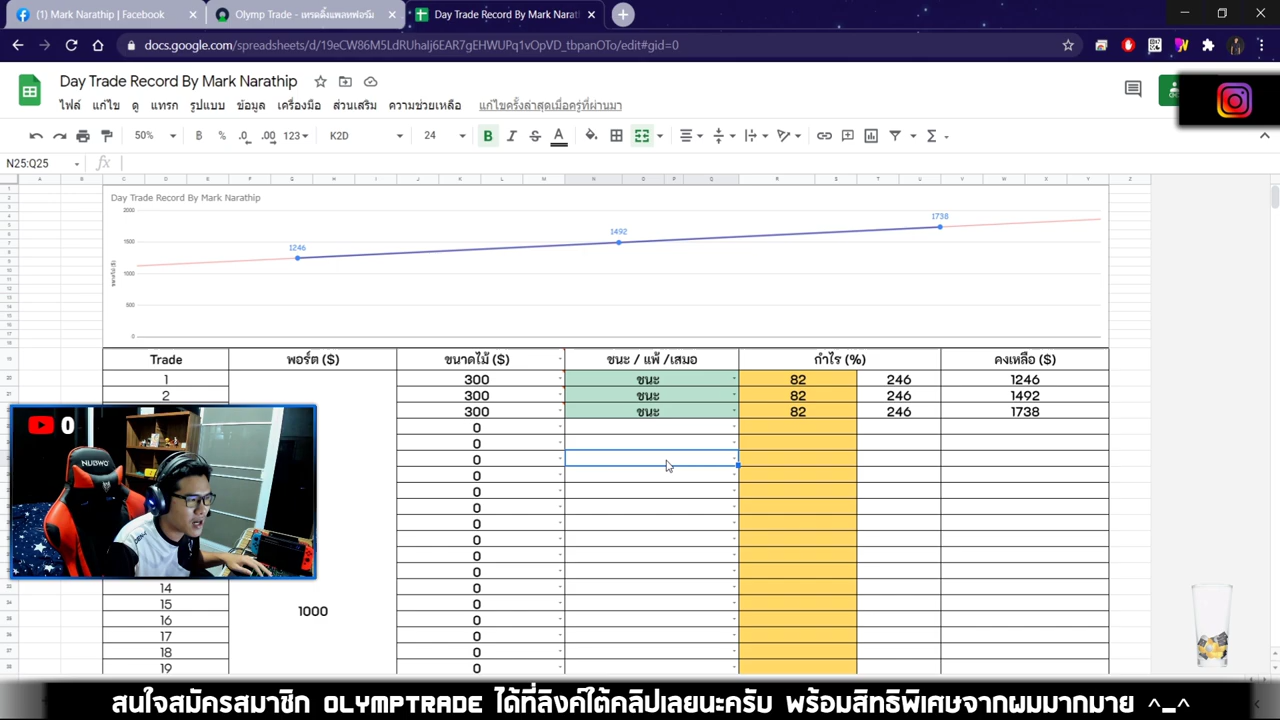 (1) Mark Narathip | Facebook
Olymp Trade - เทรดดิ้งแพลทฟอร์ม
Day Trade Record By Mark Narat
docs.google.com/spreadsheets/d/19eCW86M5LdRUhaIj6EAR7gEHWUPq1vOpVD_tbpanOTo/edit#gid=0
Day Trade Record By Mark Narathip
ไฟล์ แก้ไข ดู แทรก รูปแบบ ข้อมูล เครื่องมือ ส่วนเสริม ความช่วยเหลือ แก้ไขครั้งล่าสุดเมื่อครู่ที่ผ่านมา
50% ฿ % .0 .00 123 K2D 24 B I S A
N25:Q25 fx
Day Trade Record By Mark Narathip
2000
1738
1492
1500
1246
1000
500
0
Trade พอร์ต ($) ขนาดไม้ ($) ชนะ / แพ้ /เสมอ กำไร (%) คงเหลือ ($)
1 300 ชนะ 82 246 1246
2 300 ชนะ 82 246 1492
300 ชนะ 82 246 1738
0
0
0
0
0
0
0
0
0
0
14 0
15 0
1000
16 0
17 0
18 0
19 0
0
NUBWO
สนใจสมัครสมาชิก OLYMPTRADE ได้ที่ลิงค์ใต้คลิปเลยนะครับ พร้อมสิทธิพิเศษจากผมมากมาย ^_^